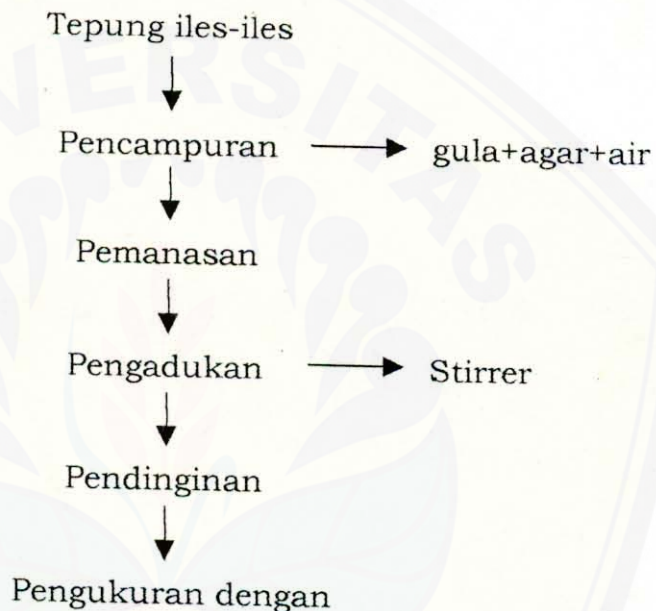 Tepung iles-iles
Pencampuran → gula+agar+air
Pemanasan
Pengadukan → Stirrer
Pendinginan
Pengukuran dengan